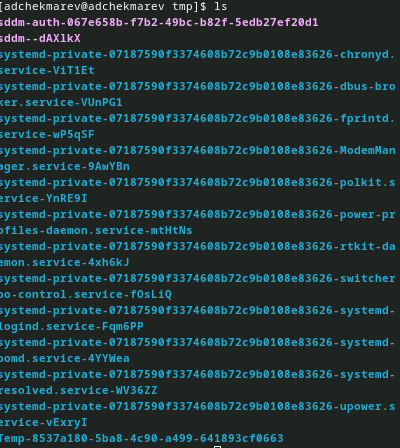 [adchekmarev@adchekmarev tmp]$ ls
sddm-auth-067e658b-f7b2-49bc-b82f-5edb27ef20d1
sddm--dAXlkX
systemd-private-07187590f3374608b72c9b0108e83626-chronyd.
service-ViT1Et
systemd-private-07187590f3374608b72c9b0108e83626-dbus-bro
ker.service-VUnPG1
systemd-private-07187590f3374608b72c9b0108e83626-fprintd.
service-wP5qSF
systemd-private-07187590f3374608b72c9b0108e83626-ModemMan
ager.service-9AwYBn
systemd-private-07187590f3374608b72c9b0108e83626-polkit.s
ervice-YnRE9I
systemd-private-07187590f3374608b72c9b0108e83626-power-pr
ofiles-daemon.service-mtHtNs
systemd-private-07187590f3374608b72c9b0108e83626-rtkit-da
emon.service-4xh6kJ
systemd-private-07187590f3374608b72c9b0108e83626-switcher
oo-control.service-fOsLiQ
systemd-private-07187590f3374608b72c9b0108e83626-systemd-
logind.service-Fqm6PP
systemd-private-07187590f3374608b72c9b0108e83626-systemd-
oomd.service-4YYWea
systemd-private-07187590f3374608b72c9b0108e83626-systemd-
resolved.service-WV36ZZ
systemd-private-07187590f3374608b72c9b0108e83626-upower.s
ervice-vExryI
Temp-8537a180-5ba8-4c90-a499-641893cf0663